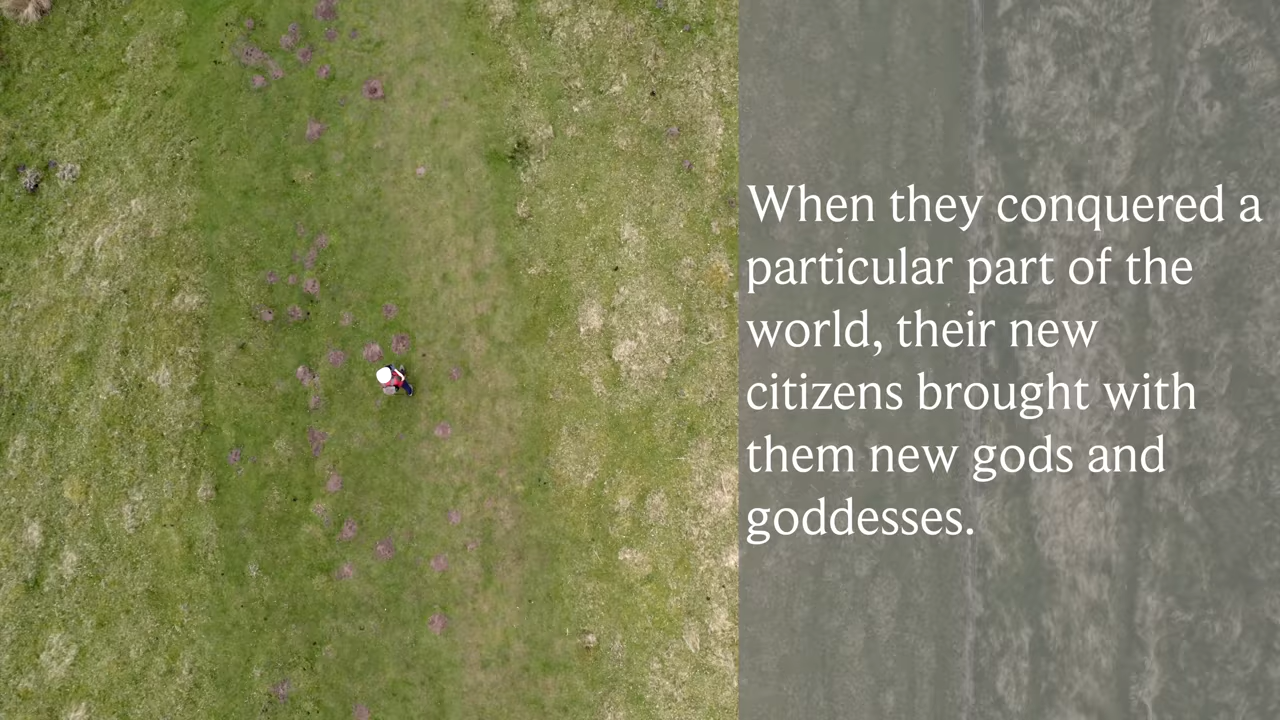 When they conquered a
particular part of the
world, their new
citizens brought with
them new gods and
goddesses.